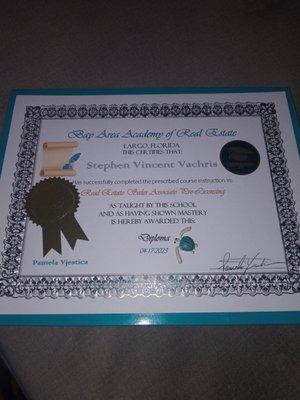 Bay Area Academy of Real Estate
LARGO, FLORIDA
THIS CERTIFIES THAT:
Stephen Vincent Vachris
Has successfully completed the prescribed course instruction in:
Real Estate Sales Associate Pre-Licensing
AS TAUGHT BY THIS SCHOOL
AND AS HAVING SHOWN MASTERY
IS HEREBY AWARDED THIS:
Diploma
04-17-2025
Pamela Vjestica